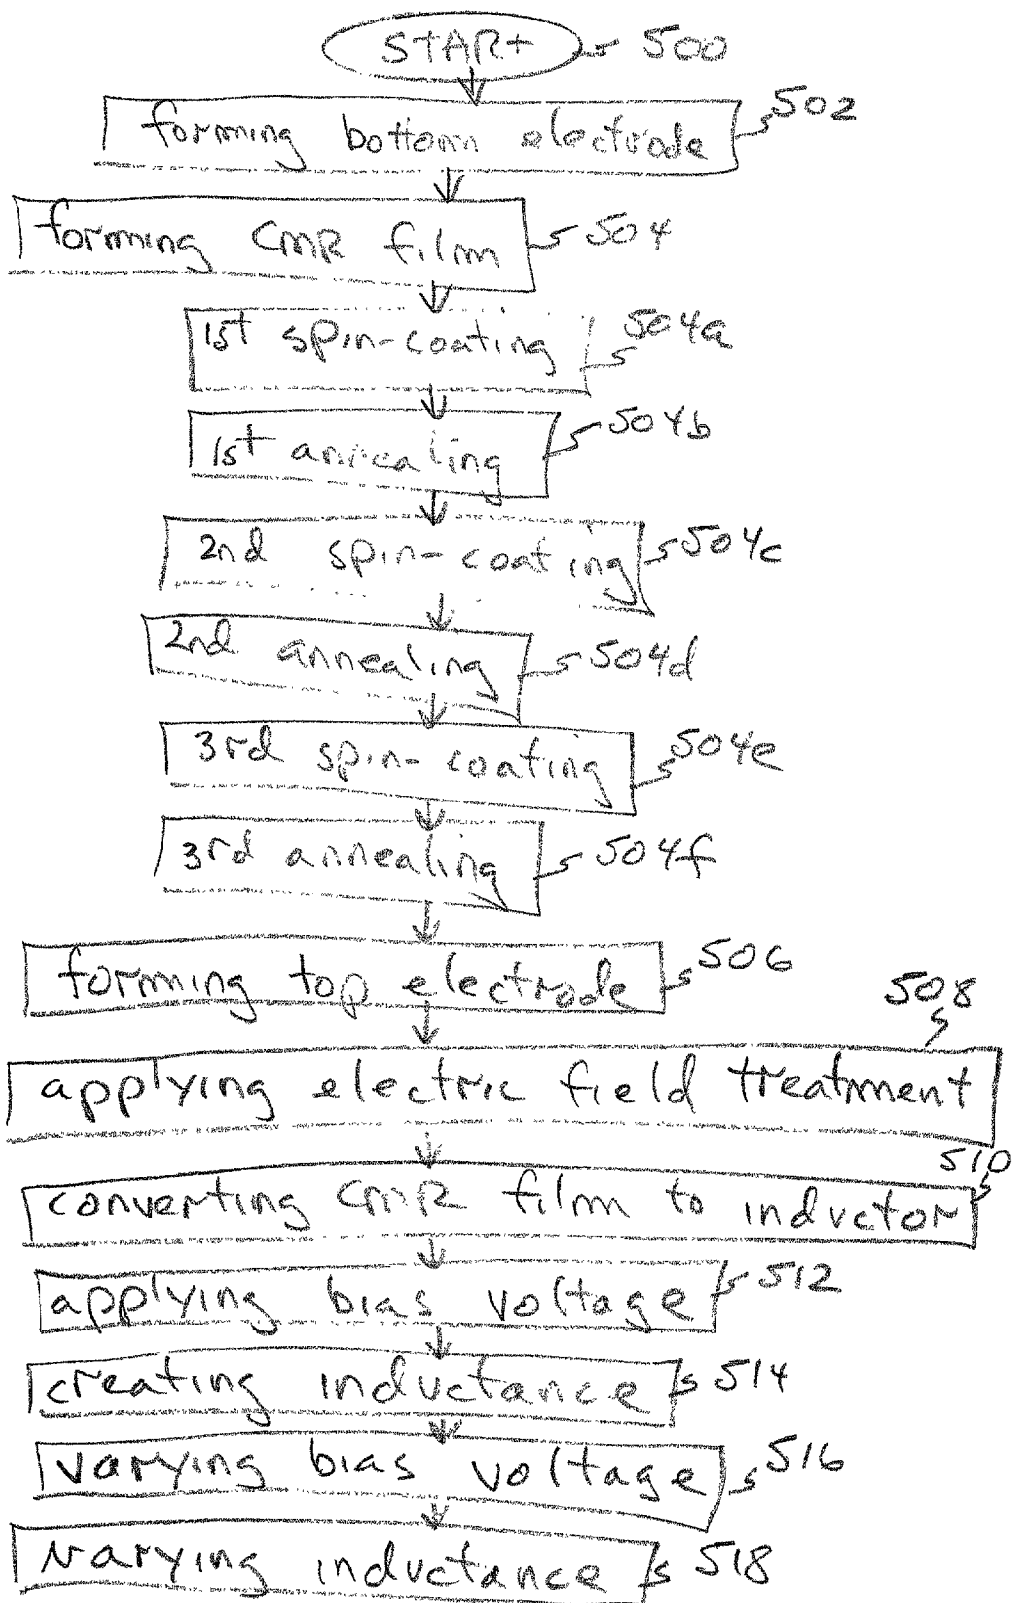 START 500
forming bottom electrode 502
forming CMR film 504
1st spin-coating 504a
1st annealing 504b
2nd spin-coating 504c
2nd annealing 504d
3rd spin-coating 504e
3rd annealing 504f
forming top electrode 506
508
applying electric field treatment
510
converting CMR film to inductor
applying bias voltage 512
creating inductance 514
varying bias voltage 516
varying inductance 518